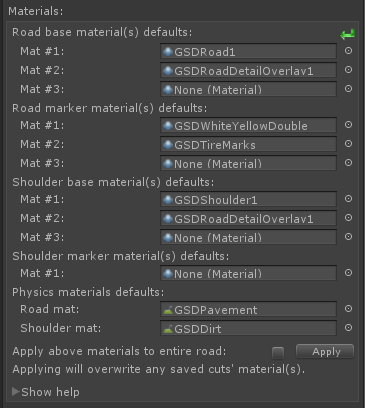 Materials:
Road base material(s) defaults:
Mat #1: GSDRoad1
Mat #2: GSDRoadDetailOverlay1
Mat #3: None (Material)
Road marker material(s) defaults:
Mat #1: GSDWhiteYellowDouble
Mat #2: GSDTireMarks
Mat #3: None (Material)
Shoulder base material(s) defaults:
Mat #1: GSDShoulder1
Mat #2: GSDRoadDetailOverlay1
Mat #3: None (Material)
Shoulder marker material(s) defaults:
Mat #1: None (Material)
Physics materials defaults:
Road mat: GSDPavement
Shoulder mat: GSDDirt
Apply above materials to entire road: Apply
Applying will overwrite any saved cuts' material(s).
Show help